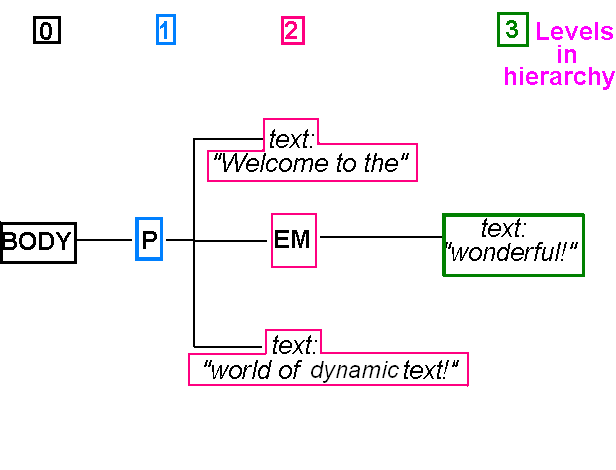 0 1 2 3 Levels
in
hierarchy
text:
"Welcome to the"
BODY P EM text:
"wonderful!"
text:
"world of dynamic text!"